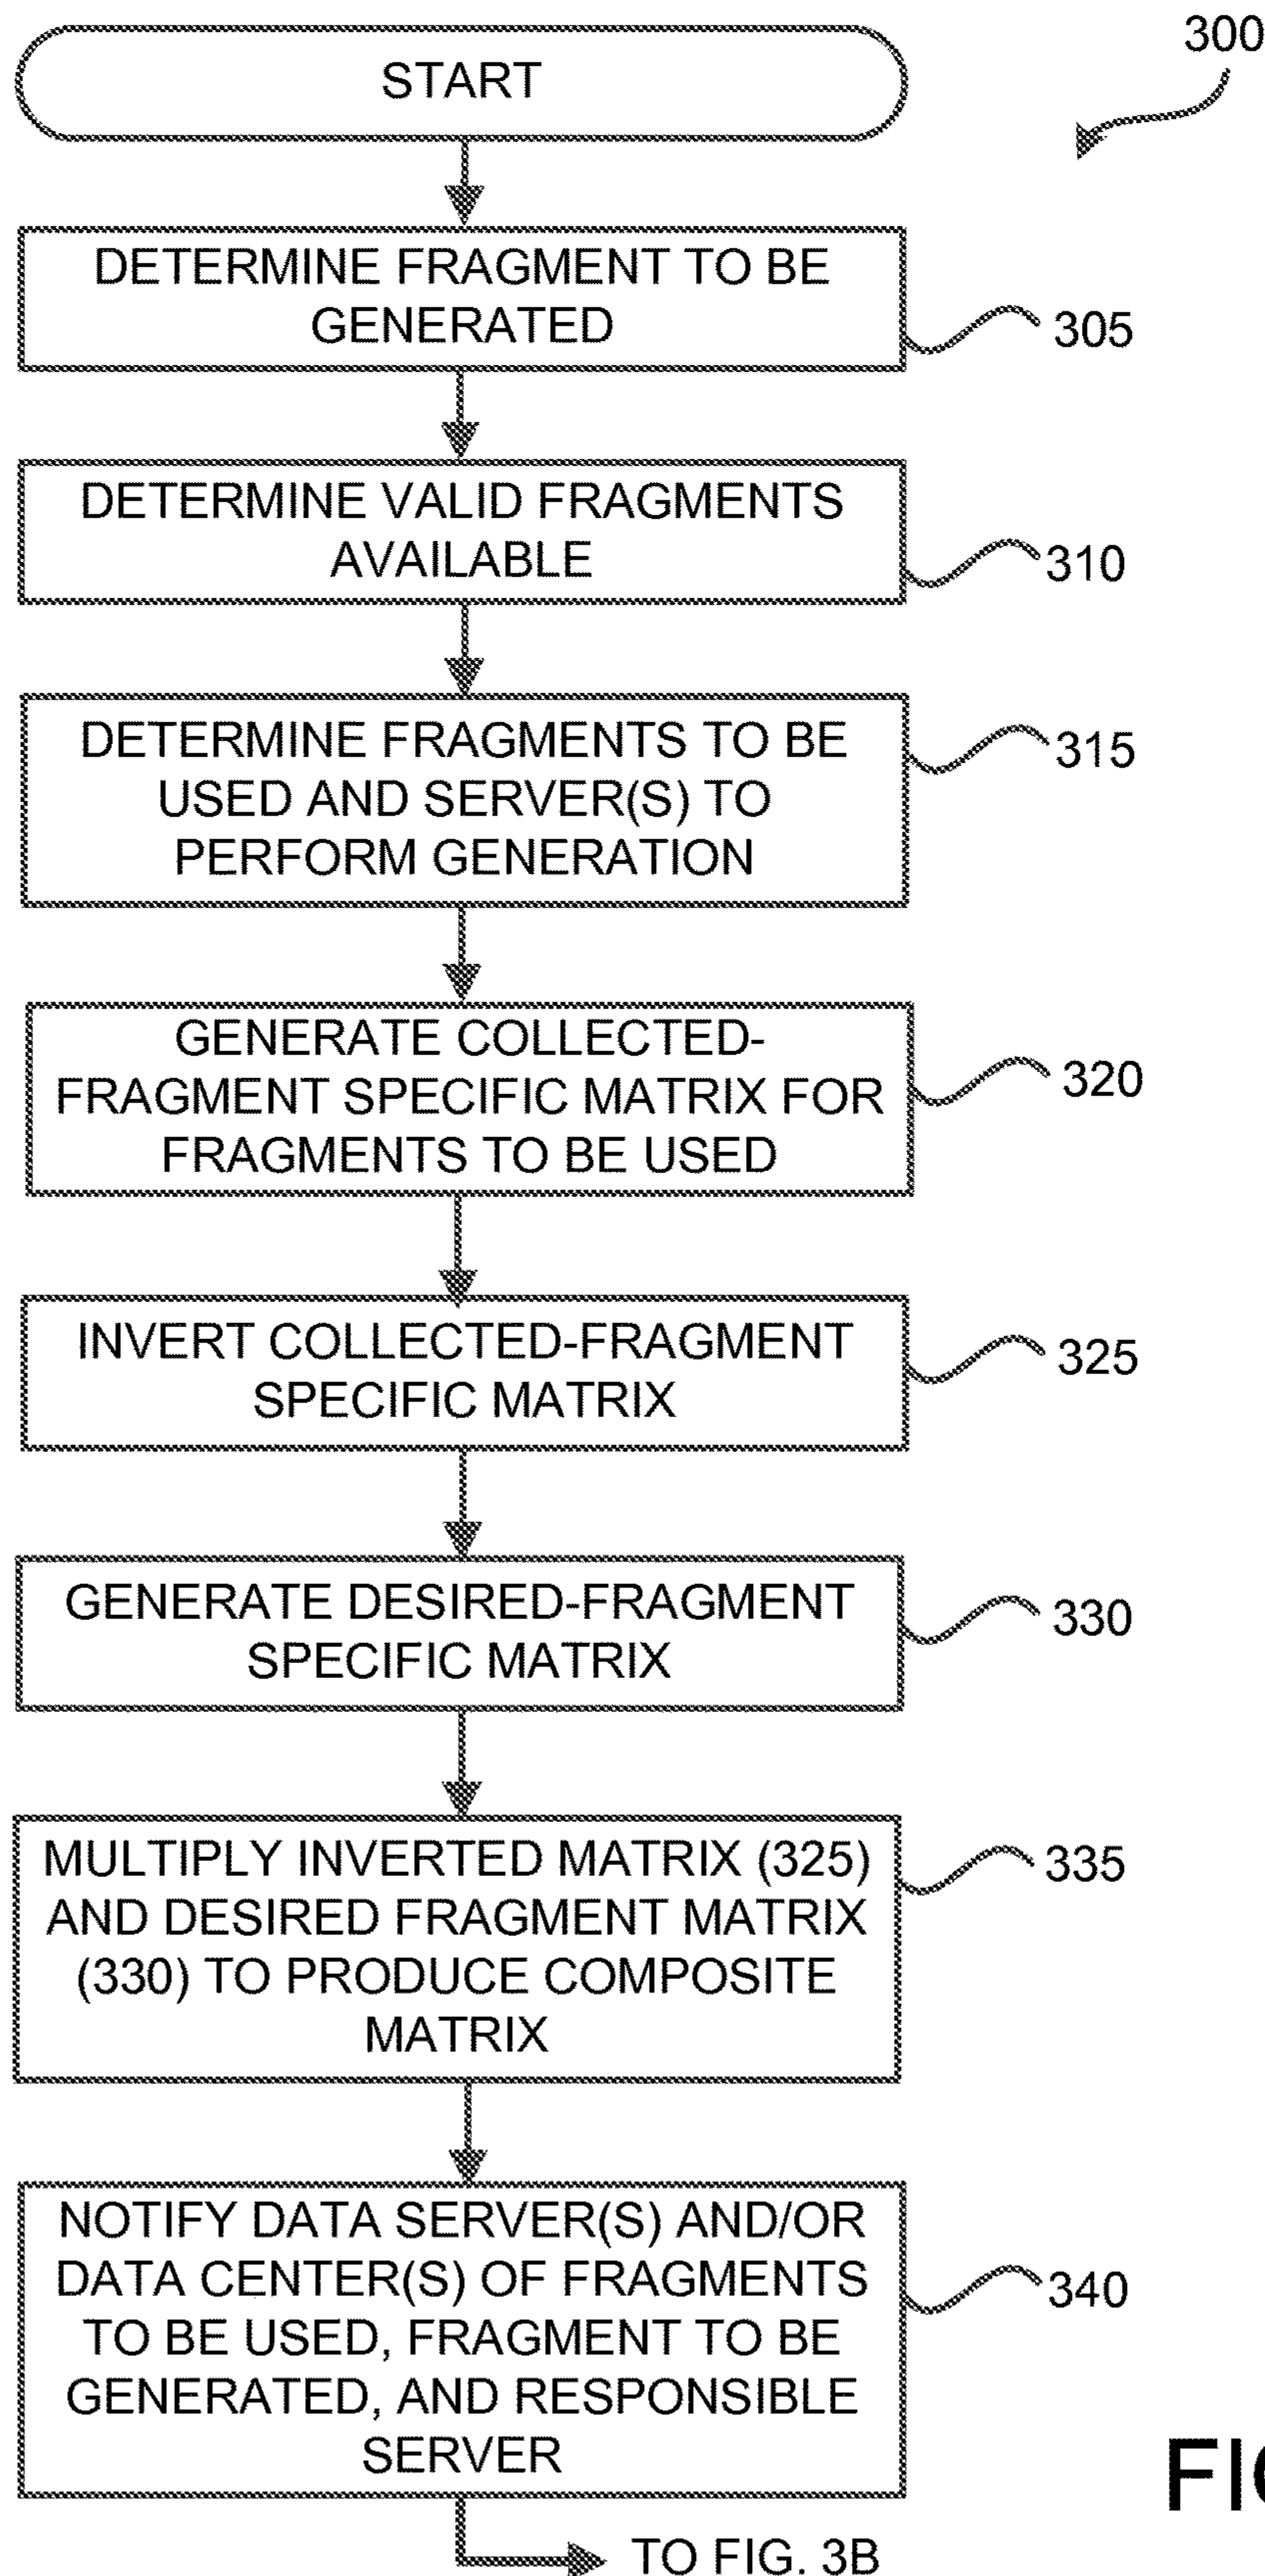 300
START
DETERMINE FRAGMENT TO BE
GENERATED
305
DETERMINE VALID FRAGMENTS
AVAILABLE
310
DETERMINE FRAGMENTS TO BE
USED AND SERVER(S) TO
PERFORM GENERATION
315
GENERATE COLLECTED-
FRAGMENT SPECIFIC MATRIX FOR
FRAGMENTS TO BE USED
320
INVERT COLLECTED-FRAGMENT
SPECIFIC MATRIX
325
GENERATE DESIRED-FRAGMENT
SPECIFIC MATRIX
330
MULTIPLY INVERTED MATRIX (325)
AND DESIRED FRAGMENT MATRIX
(330) TO PRODUCE COMPOSITE
MATRIX
335
NOTIFY DATA SERVER(S) AND/OR
DATA CENTER(S) OF FRAGMENTS
TO BE USED, FRAGMENT TO BE
GENERATED, AND RESPONSIBLE
SERVER
340
TO FIG. 3B